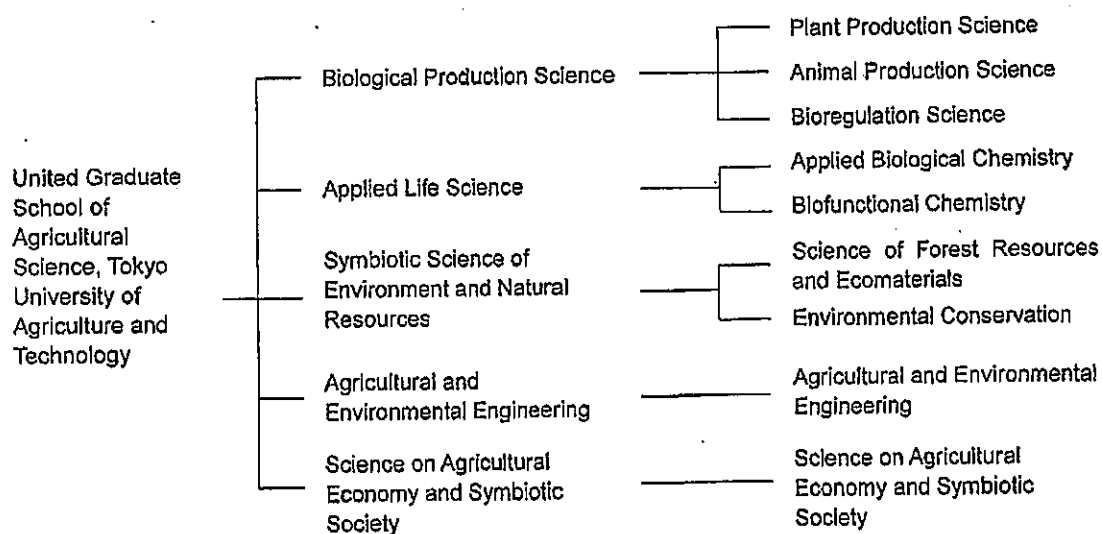 United Graduate
School of
Agricultural
Science, Tokyo
University of
Agriculture and
Technology
Biological Production Science
Plant Production Science
Animal Production Science
Bioregulation Science
Applied Life Science
Applied Biological Chemistry
Biofunctional Chemistry
Symbiotic Science of
Environment and Natural
Resources
Science of Forest Resources
and Ecomaterials
Environmental Conservation
Agricultural and
Environmental Engineering
Agricultural and Environmental
Engineering
Science on Agricultural
Economy and Symbiotic
Society
Science on Agricultural
Economy and Symbiotic
Society